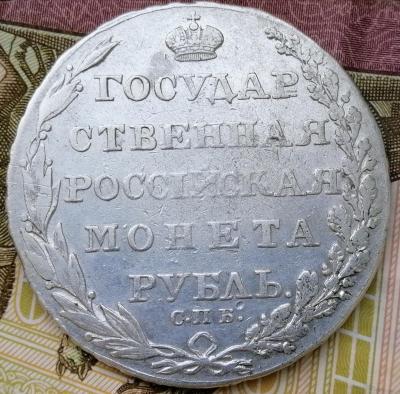 ГОСУДАР
СТВЕННАЯ
РОССІЙСКАЯ
МОНЕТА
РУБЛЬ.
С.П.Б.